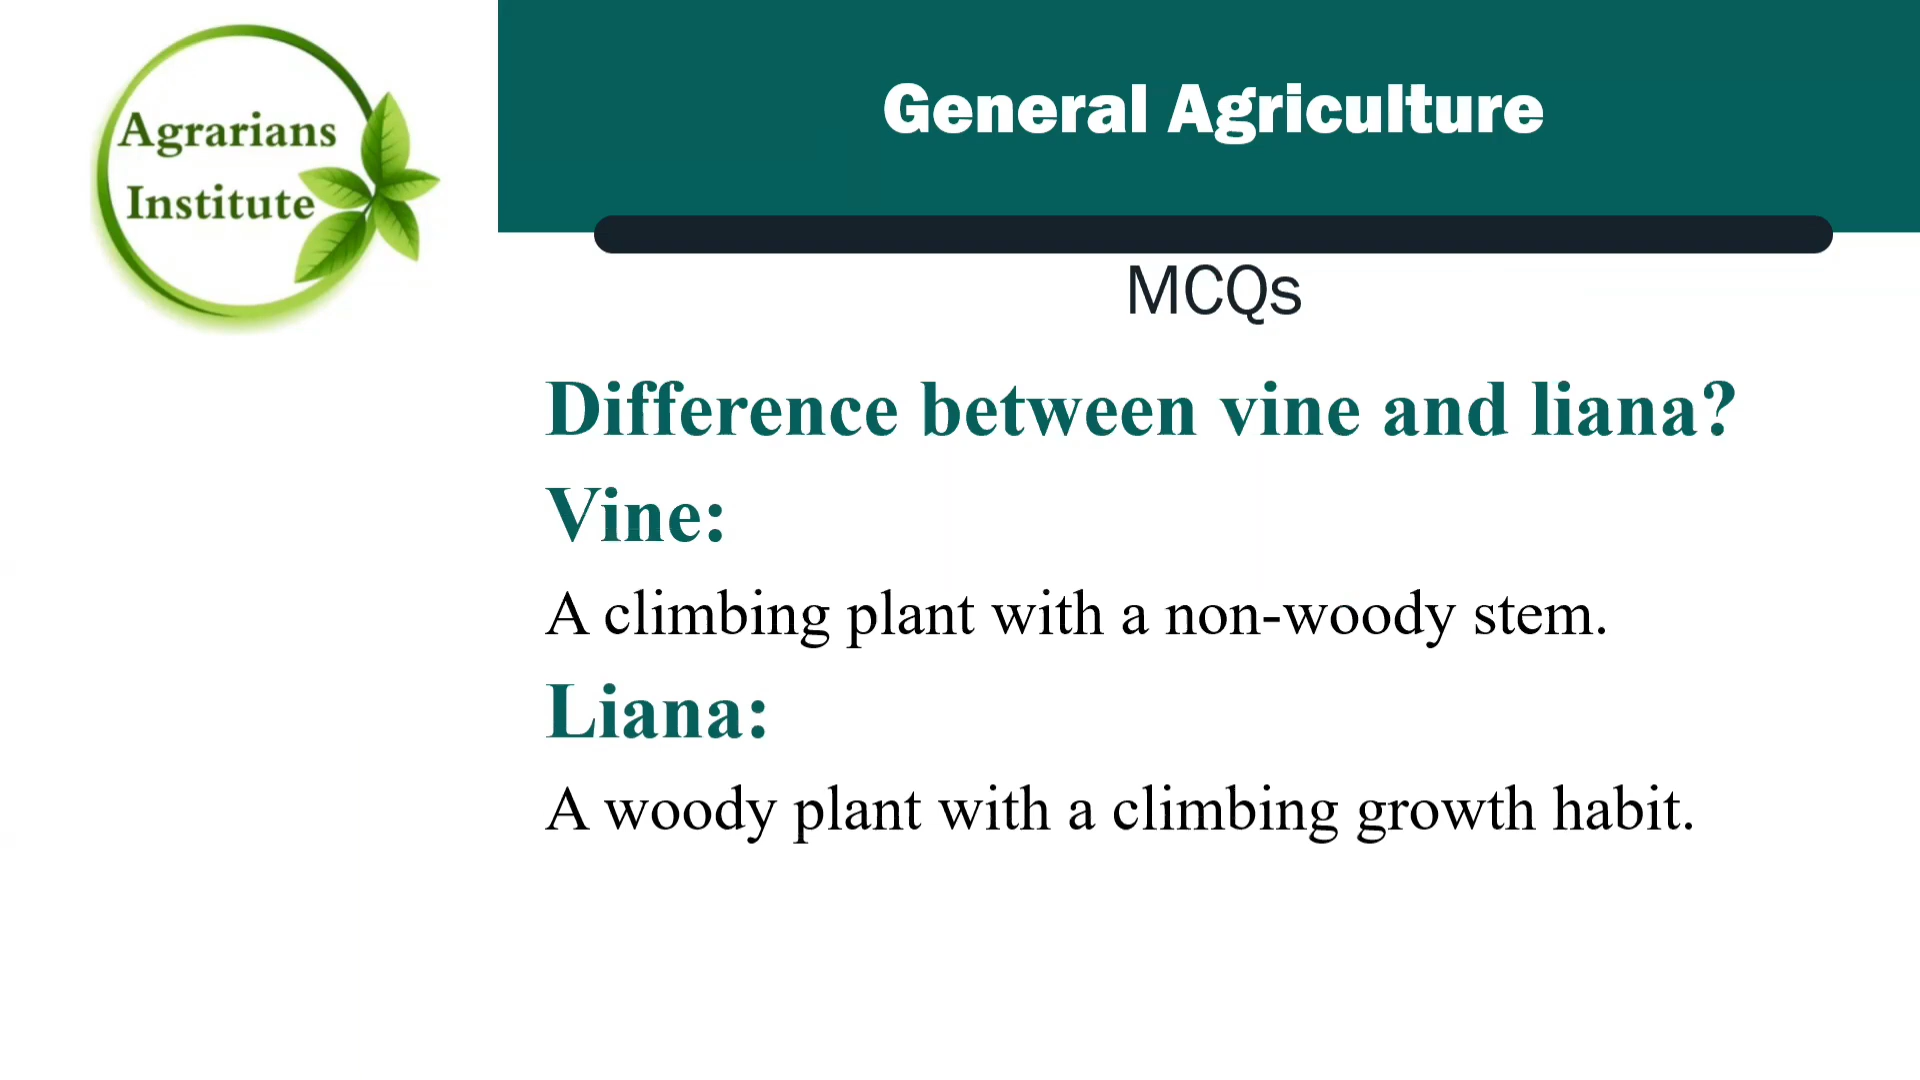 Agrarians
Institute
General Agriculture
MCQs
Difference between vine and liana?
Vine:
A climbing plant with a non-woody stem.
Liana:
A woody plant with a climbing growth habit.